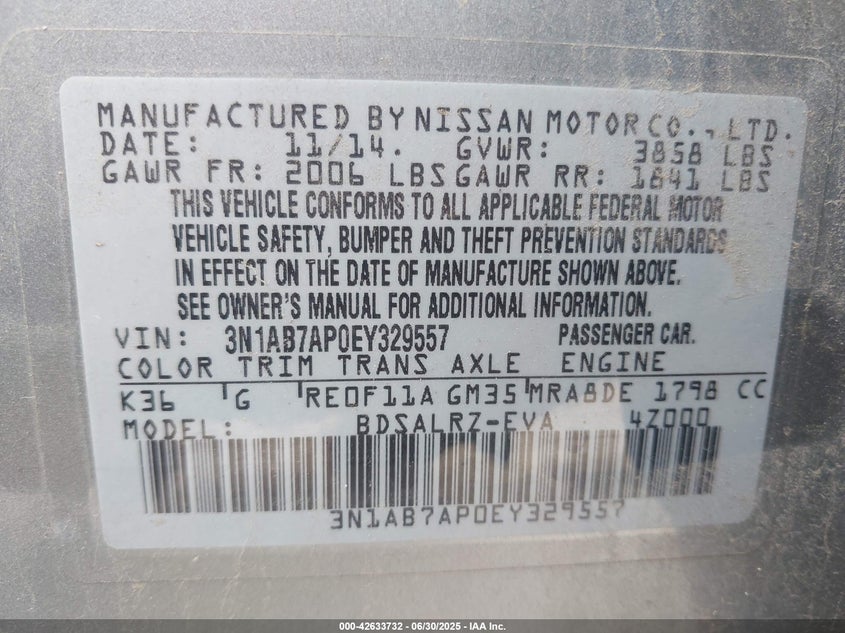 MANUFACTURED BY NISSAN MOTOR CO., LTD.
DATE: 11/14. GVWR: 3858 LBS
GAWR FR: 2006 LBS GAWR RR: 1841 LBS
THIS VEHICLE CONFORMS TO ALL APPLICABLE FEDERAL MOTOR
VEHICLE SAFETY, BUMPER AND THEFT PREVENTION STANDARDS
IN EFFECT ON THE DATE OF MANUFACTURE SHOWN ABOVE.
SEE OWNER'S MANUAL FOR ADDITIONAL INFORMATION.
VIN: 3N1AB7AP0EY329557 PASSENGER CAR.
COLOR TRIM TRANS AXLE ENGINE
K36 G RE0F11A GM35 MRA8DE 1798 CC
MODEL: BDSALRZ-EVA 4Z000
3N1AB7AP0EY329557
000-42633732 | 06/30/2025 - IAA Inc.